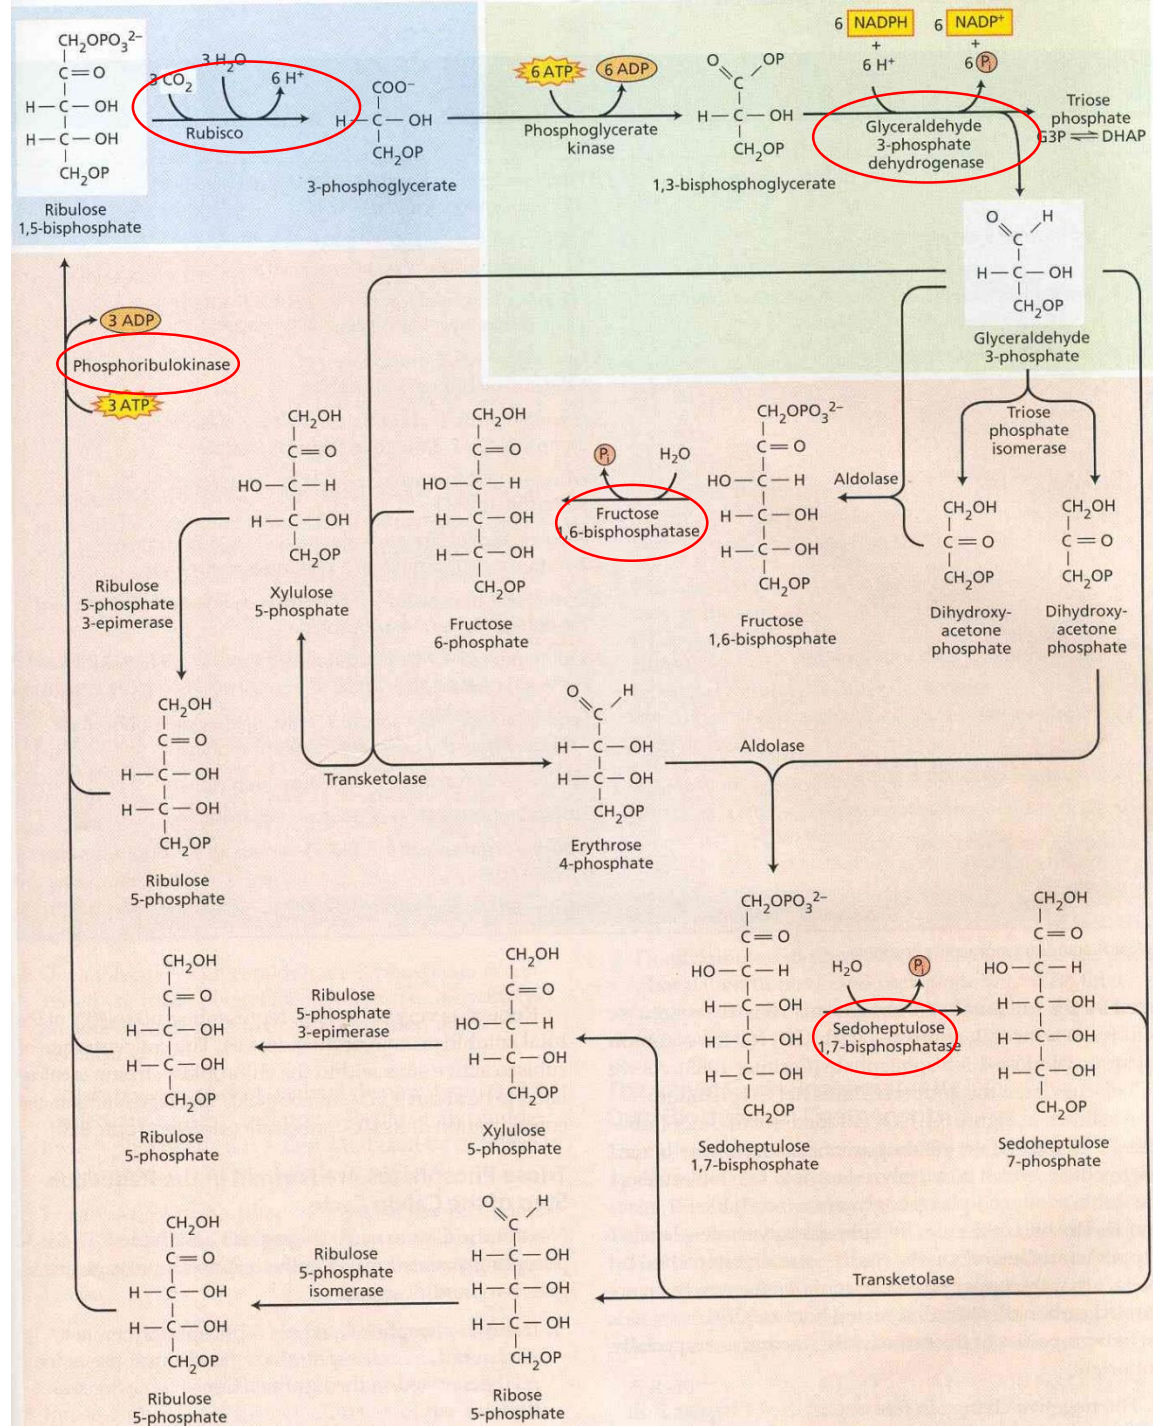 CH₂OPO₃²⁻
C=O
H—C—OH
H—C—OH
CH₂OP
Ribulose
1,5-bisphosphate
3 CO₂
3 H₂O
6 H⁺
Rubisco
COO⁻
H—C—OH
CH₂OP
3-phosphoglycerate
6 ATP
6 ADP
Phosphoglycerate
kinase
O
OP
C
H—C—OH
CH₂OP
1,3-bisphosphoglycerate
6 NADPH
+
6 H⁺
6 NADP⁺
+
6 Pᵢ
Glyceraldehyde
3-phosphate
dehydrogenase
Triose
phosphate
G3P ⇌ DHAP
O
H
C
H—C—OH
CH₂OP
Glyceraldehyde
3-phosphate
3 ADP
Phosphoribulokinase
3 ATP
Triose
phosphate
isomerase
CH₂OH
C=O
HO—C—H
H—C—OH
CH₂OP
Xylulose
5-phosphate
CH₂OH
C=O
HO—C—H
H—C—OH
H—C—OH
CH₂OP
Fructose
6-phosphate
Pᵢ
H₂O
Fructose
1,6-bisphosphatase
CH₂OPO₃²⁻
C=O
HO—C—H
H—C—OH
H—C—OH
CH₂OP
Fructose
1,6-bisphosphate
Aldolase
CH₂OH
C=O
CH₂OP
Dihydroxy-
acetone
phosphate
CH₂OH
C=O
CH₂OP
Dihydroxy-
acetone
phosphate
Ribulose
5-phosphate
3-epimerase
CH₂OH
C=O
H—C—OH
H—C—OH
CH₂OP
Ribulose
5-phosphate
Transketolase
O
H
C
H—C—OH
H—C—OH
CH₂OP
Erythrose
4-phosphate
Aldolase
CH₂OPO₃²⁻
C=O
HO—C—H
H—C—OH
H—C—OH
H—C—OH
CH₂OP
Sedoheptulose
1,7-bisphosphate
H₂O
Pᵢ
Sedoheptulose
1,7-bisphosphatase
CH₂OH
C=O
HO—C—H
H—C—OH
H—C—OH
H—C—OH
CH₂OP
Sedoheptulose
7-phosphate
CH₂OH
C=O
H—C—OH
H—C—OH
CH₂OP
Ribulose
5-phosphate
Ribulose
5-phosphate
3-epimerase
CH₂OH
C=O
HO—C—H
H—C—OH
CH₂OP
Xylulose
5-phosphate
CH₂OH
C=O
H—C—OH
H—C—OH
CH₂OP
Ribulose
5-phosphate
Ribulose
5-phosphate
isomerase
O
H
C
H—C—OH
H—C—OH
H—C—OH
CH₂OP
Ribose
5-phosphate
Transketolase